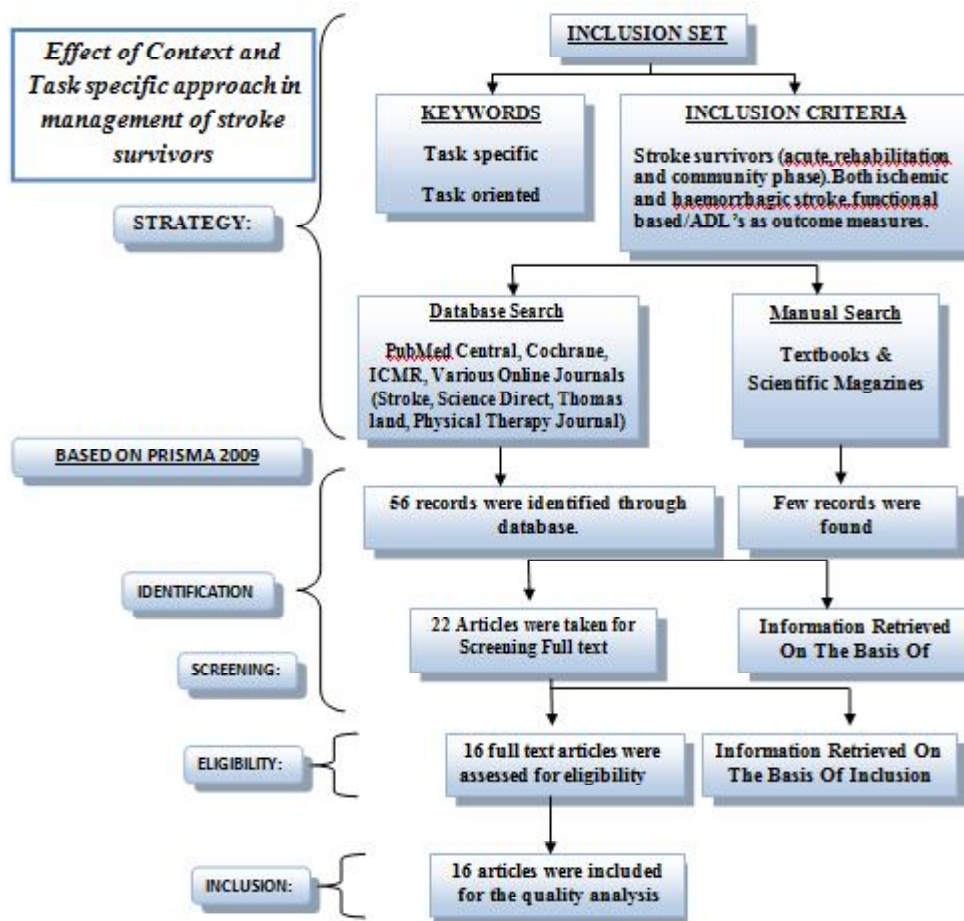 Effect of Context and
Task specific approach in
management of stroke
survivors
INCLUSION SET
KEYWORDS
Task specific
Task oriented
INCLUSION CRITERIA
Stroke survivors (acute,rehabilitation
and community phase).Both ischemic
and haemorrhagic stroke.functional
based/ADL's as outcome measures.
STRATEGY:
Database Search
PubMed Central, Cochrane,
ICMR, Various Online Journals
(Stroke, Science Direct, Thomas
land, Physical Therapy Journal)
Manual Search
Textbooks &
Scientific Magazines
BASED ON PRISMA 2009
56 records were identified through
database.
Few records were
found
IDENTIFICATION
22 Articles were taken for
Screening Full text
Information Retrieved
On The Basis Of
SCREENING:
ELIGIBILITY:
16 full text articles were
assessed for eligibility
Information Retrieved On
The Basis Of Inclusion
INCLUSION:
16 articles were included
for the quality analysis